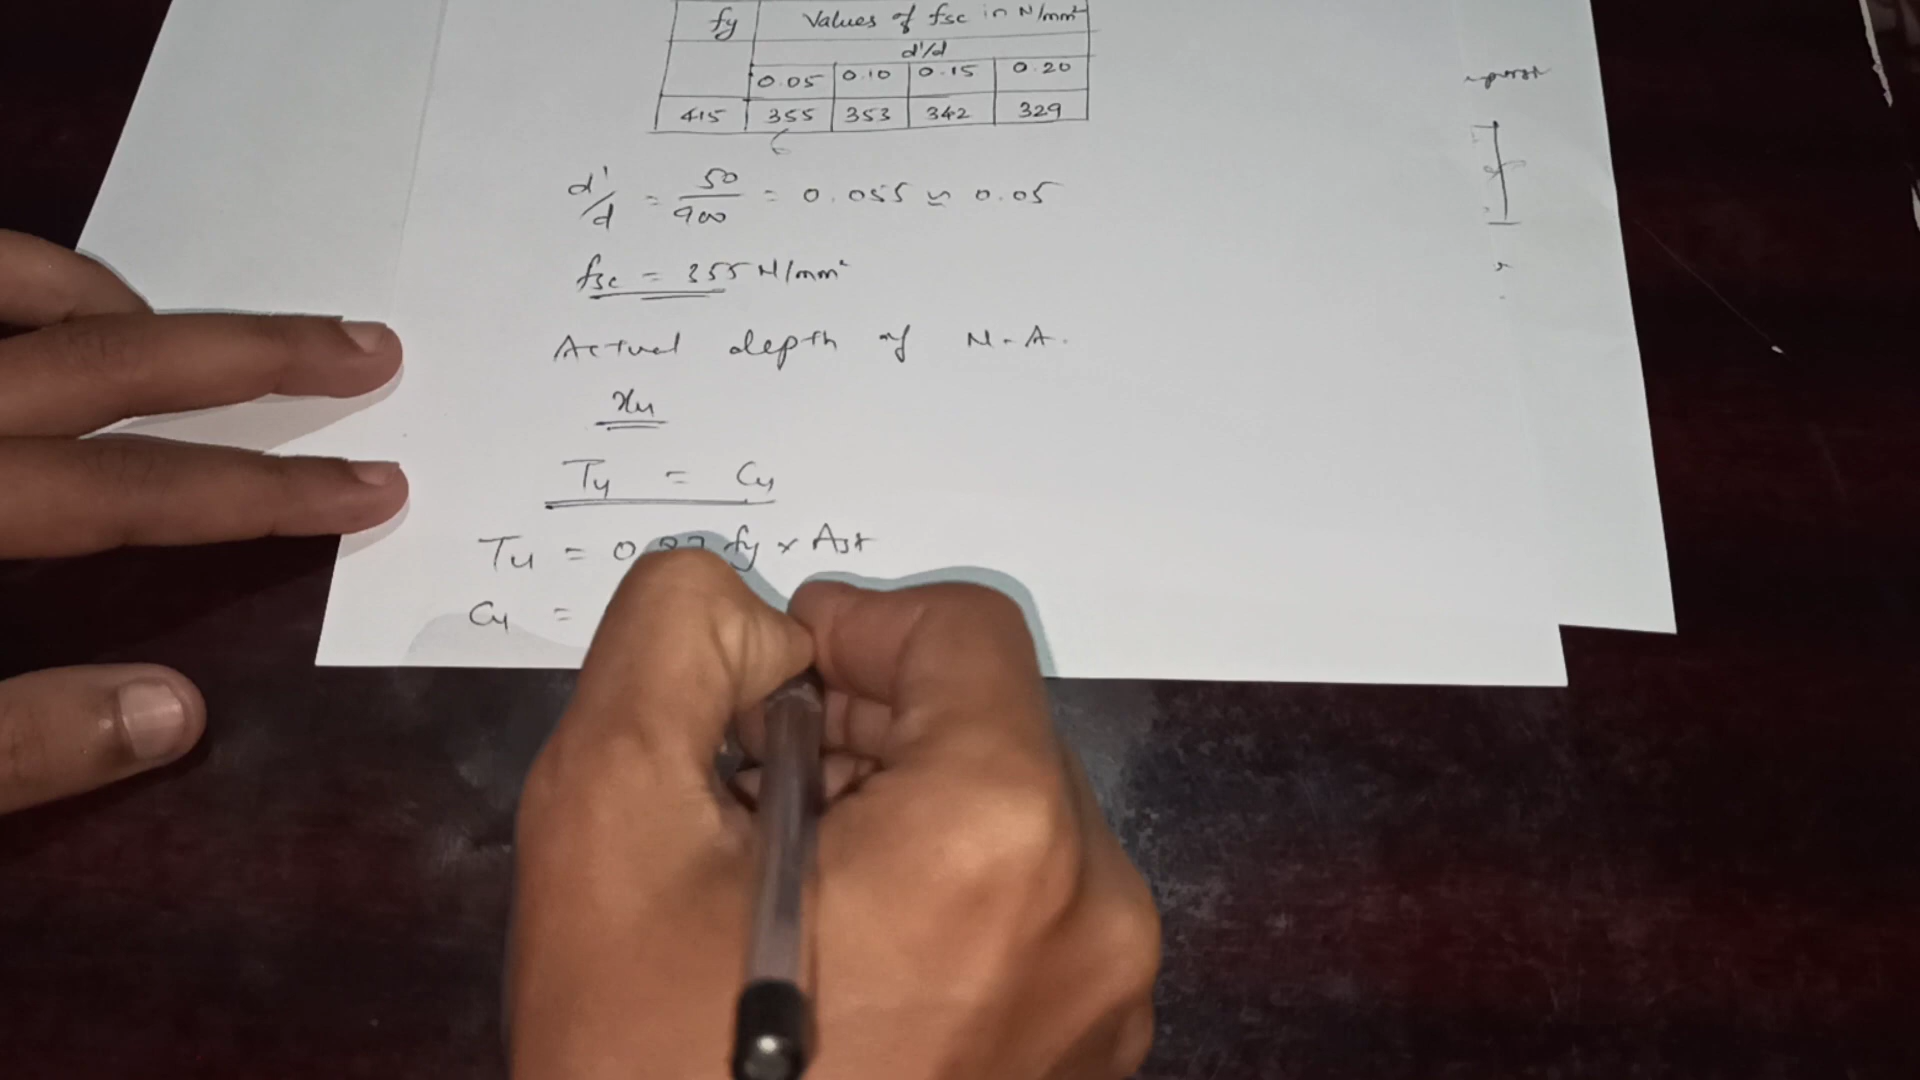 fy Values of fsc in N/mm²
d'/d
0.05 0.10 0.15 0.20
415 355 353 342 329
d'/d = 50/900 = 0.055 ≃ 0.05
fsc = 355 N/mm²
Actual depth of N.A.
xu
Tu = Cu
Tu = 0.87 fy × Ast
Cu =